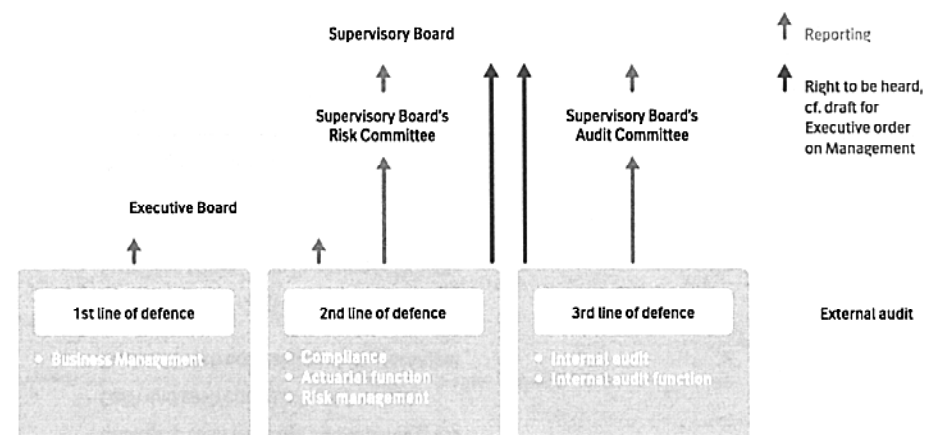 Supervisory Board
Reporting
Right to be heard,
cf. draft for
Executive order
on Management
Supervisory Board's
Risk Committee
Supervisory Board's
Audit Committee
Executive Board
1st line of defence
2nd line of defence
3rd line of defence
External audit
• Business Management
• Compliance
• Actuarial function
• Risk management
• Internal audit
• Internal audit function